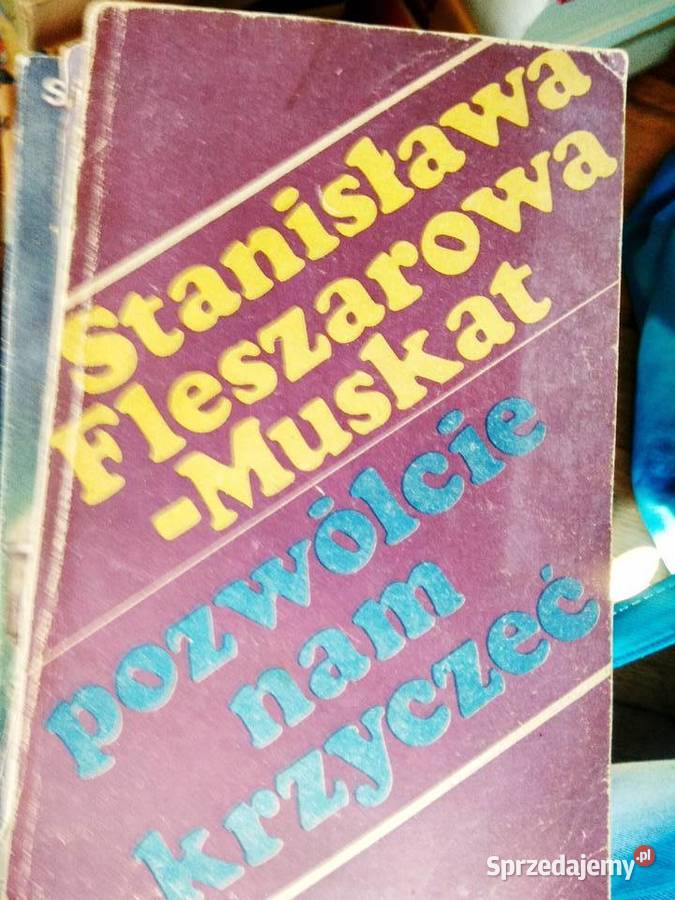 Stanisława
Fleszarowa
-Muskat
pozwólcie
nam
krzyczeć
Sprzedajemy.pl